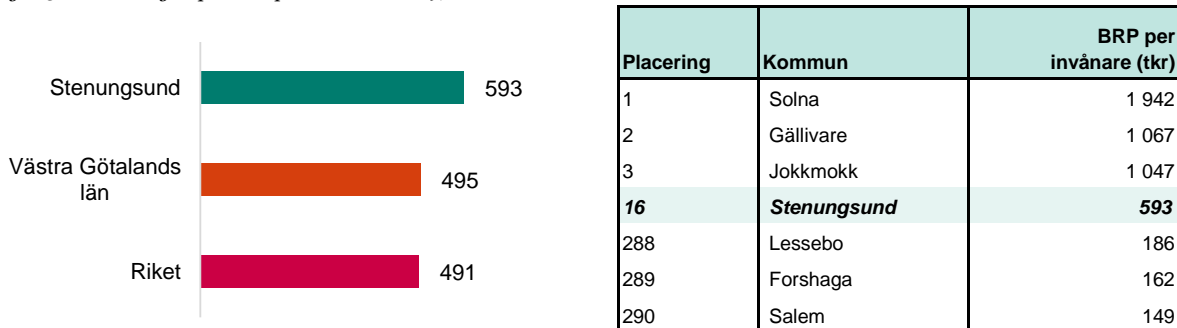 Stenungsund 593
Västra Götalands
län 495
Riket 491
Placering Kommun BRP per
invånare (tkr)
1 Solna 1 942
2 Gällivare 1 067
3 Jokkmokk 1 047
16 Stenungsund 593
288 Lessebo 186
289 Forshaga 162
290 Salem 149